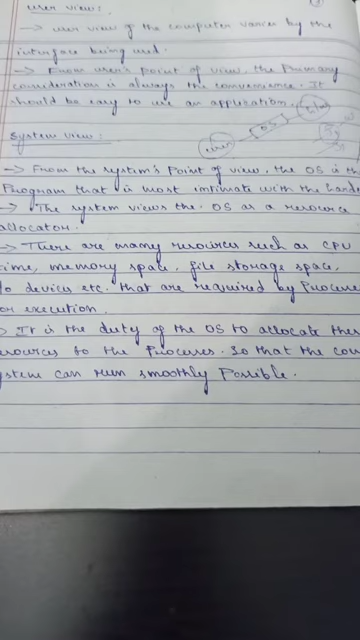 user view:
→ user view of the computer varies by the
interface being used.
→ From user's point of view, the Primary
consideration is always the convenience. It
should be easy to use an application.
user OS h/w
system view:
→ From the system's Point of view, the OS is the
Program that is most intimate with the hardw
→ The system views the OS as a resource
allocator.
→ There are many resources such as CPU
time, memory space, file storage space,
I/o devices etc. that are required by Processe
for execution.
→ It is the duty of the OS to allocate these
resources to the Processes. So that the com
system can run smoothly Possible.